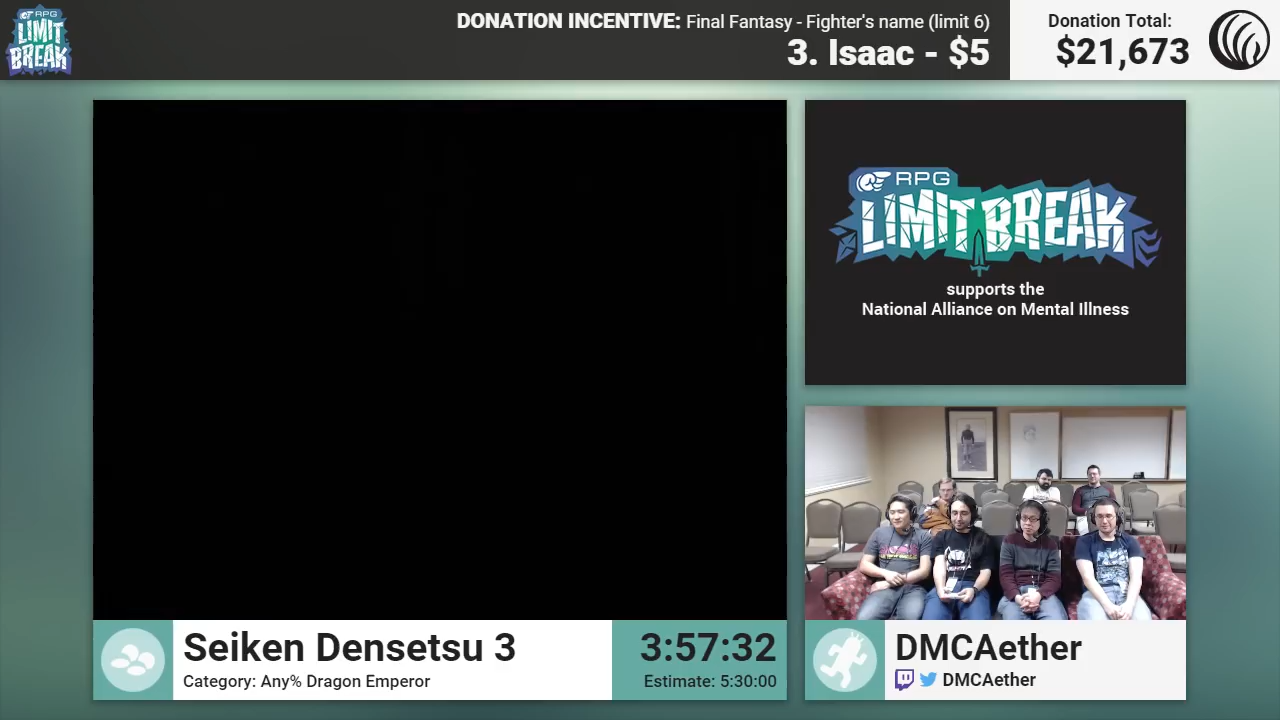 RPG
LIMIT
BREAK
DONATION INCENTIVE: Final Fantasy - Fighter's name (limit 6)
3. Isaac - $5
Donation Total:
$21,673
RPG
LIMIT BREAK
supports the
National Alliance on Mental Illness
Seiken Densetsu 3
Category: Any% Dragon Emperor
3:57:32
Estimate: 5:30:00
DMCAether
DMCAether